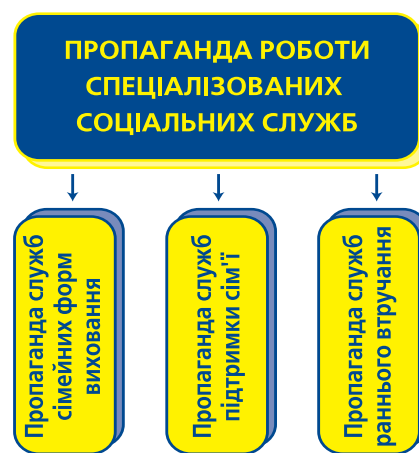 ПРОПАГАНДА РОБОТИ
СПЕЦІАЛІЗОВАНИХ
СОЦІАЛЬНИХ СЛУЖБ
Пропаганда служб
сімейних форм
виховання
Пропаганда служб
підтримки сім'ї
Пропаганда служб
раннього втручання